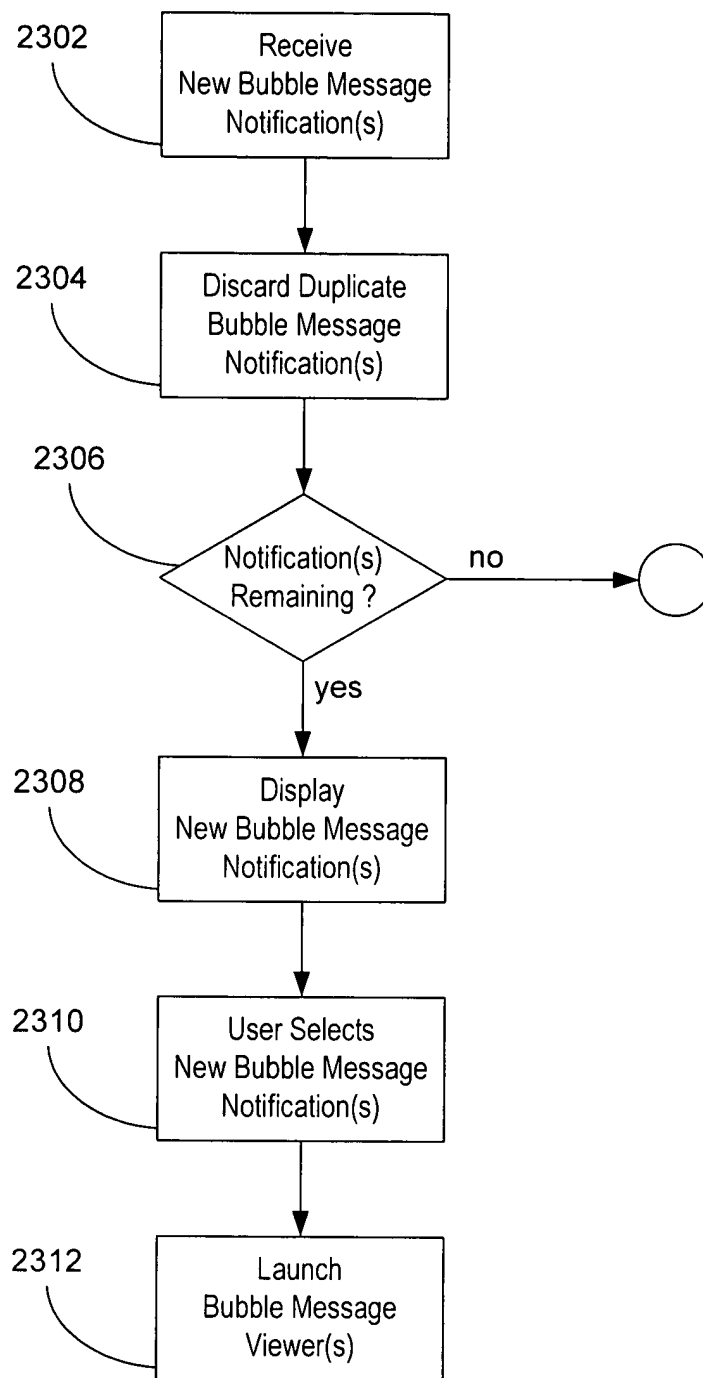 2302
Receive
New Bubble Message
Notification(s)
2304
Discard Duplicate
Bubble Message
Notification(s)
2306
Notification(s)
Remaining ?
no
yes
2308
Display
New Bubble Message
Notification(s)
2310
User Selects
New Bubble Message
Notification(s)
2312
Launch
Bubble Message
Viewer(s)